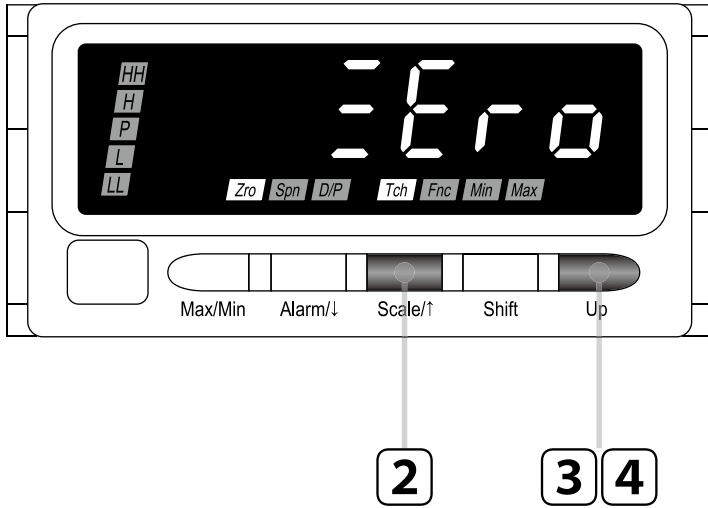 HH
H
P
L
LL
ZEro
Zro Spn D/P Tch Fnc Min Max
Max/Min Alarm/↓ Scale/↑ Shift Up
2 3 4